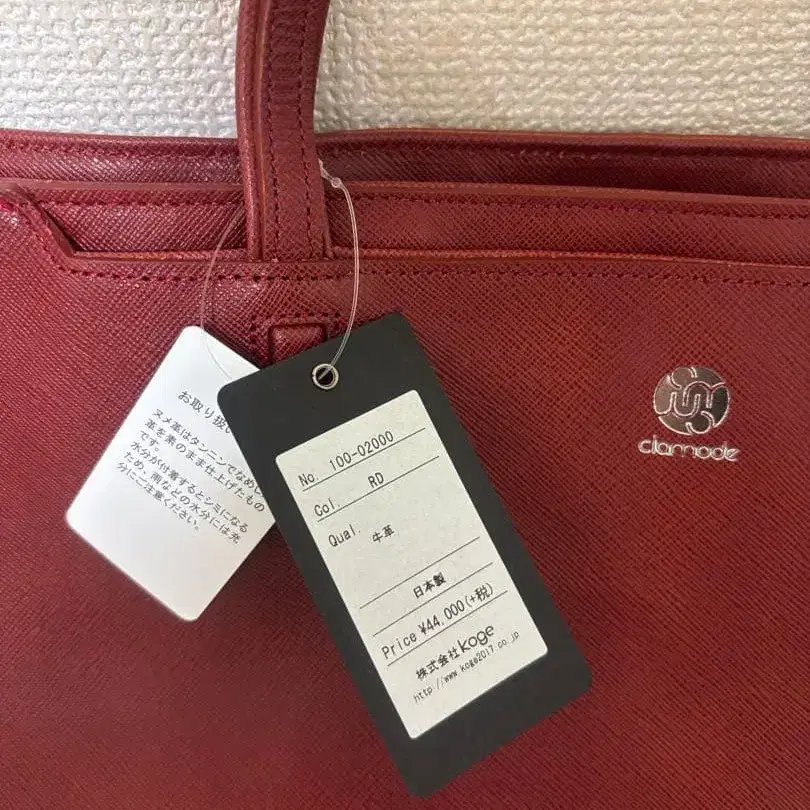 お取り扱い
ヌメ革はタンニンでなめし
革を素のまま仕上げたもの
です。
水分が付着するとシミになる
ため、雨などの水分には充
分にご注意ください。
No. 100-02000
Col. RD
Qual. 牛革
日本製
Price ¥44,000(+税)
株式会社koge
http://www.koge2017.co.jp
clamode